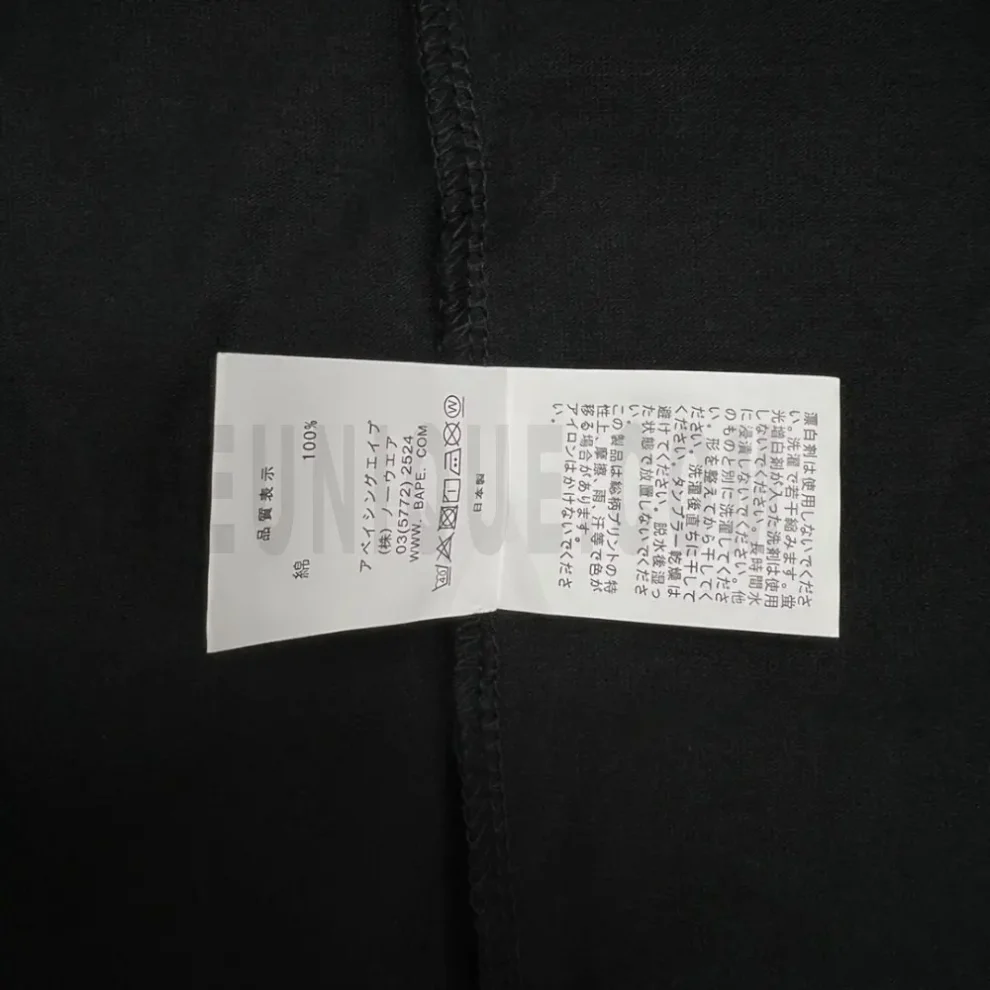 品質表示
綿 100%
アベイシングエイプ
(株) ノーウエア
03(5772)2524
WWW. BAPE. COM
40
W
日本製
漂白剤は使用しないでくださ
い。洗濯で若干縮みます。蛍
光増白剤が入った洗剤は使用
しないでください。長時間水
に浸漬しないでください。他
のものと別に洗濯してくださ
い。形を整えてから干してく
ださい。洗濯後直ちに干して
ください。タンブラー乾燥は
避けてください。脱水後湿っ
た状態で放置しないでくださ
い。
この製品は総柄プリントの特
性上、摩擦、雨、汗等で色が
移る場合があります。
アイロンはかけないでくださ
い。